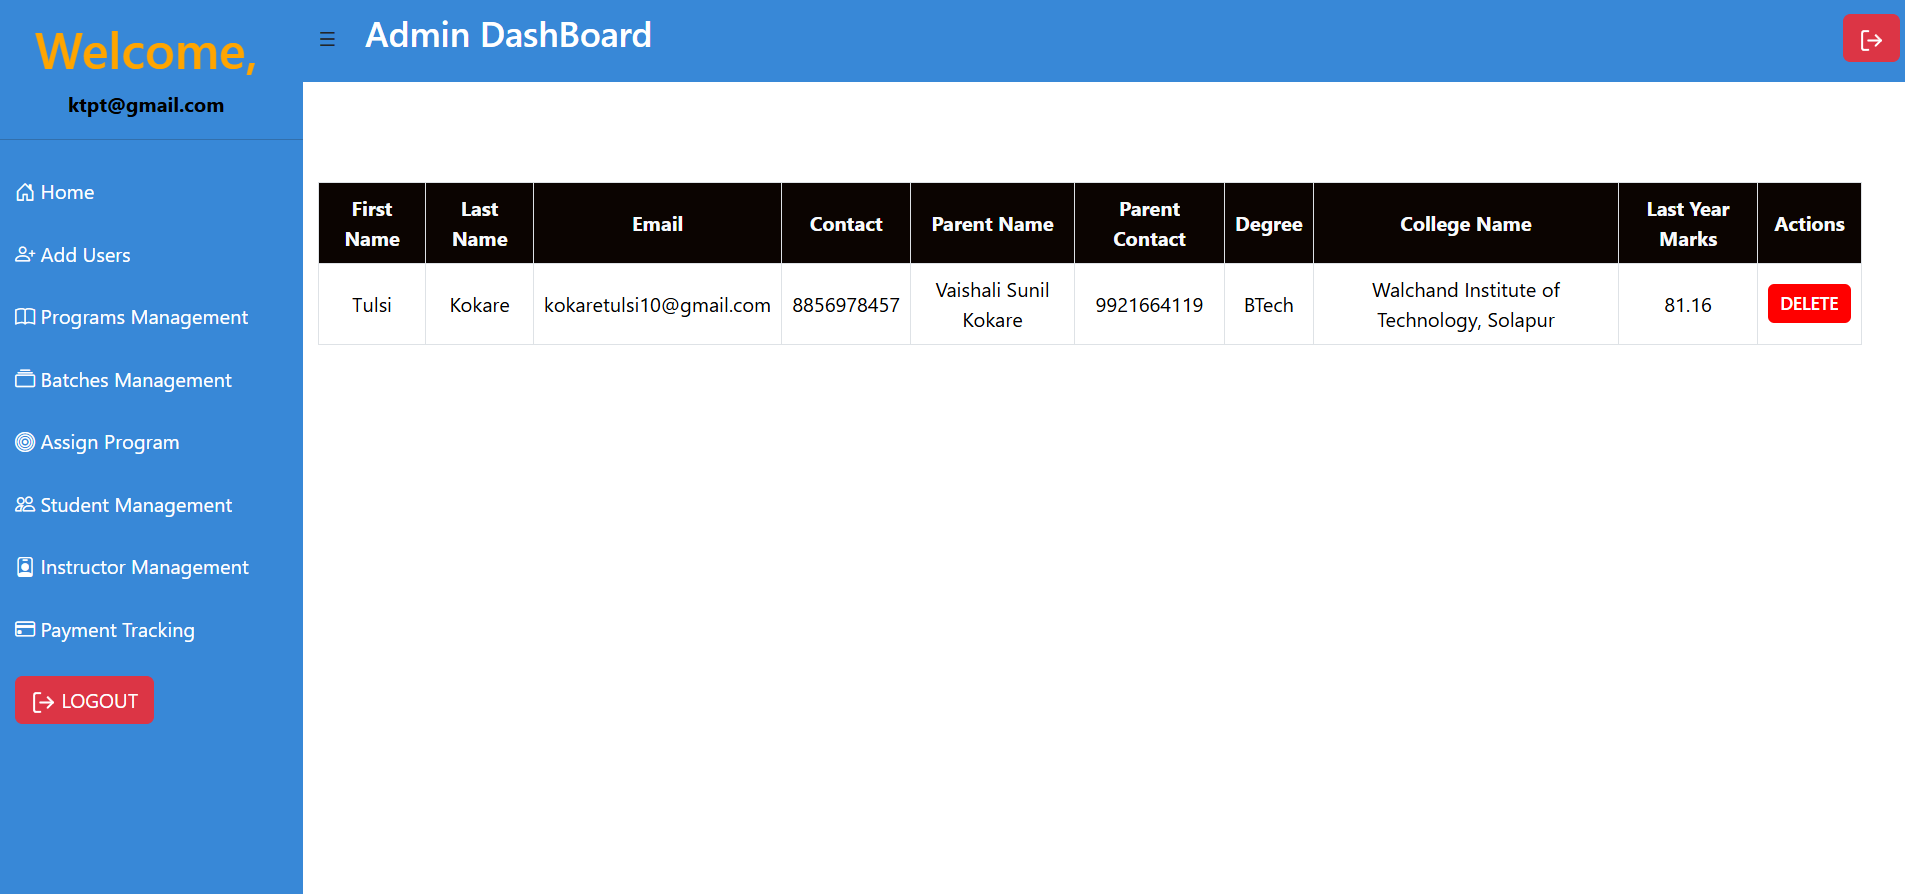 Welcome,
ktpt@gmail.com
Home
Add Users
Programs Management
Batches Management
Assign Program
Student Management
Instructor Management
Payment Tracking
LOGOUT
Admin DashBoard
First Name Last Name Email Contact Parent Name Parent Contact Degree College Name Last Year Marks Actions
Tulsi Kokare kokaretulsi10@gmail.com 8856978457 Vaishali Sunil Kokare 9921664119 BTech Walchand Institute of Technology, Solapur 81.16 DELETE